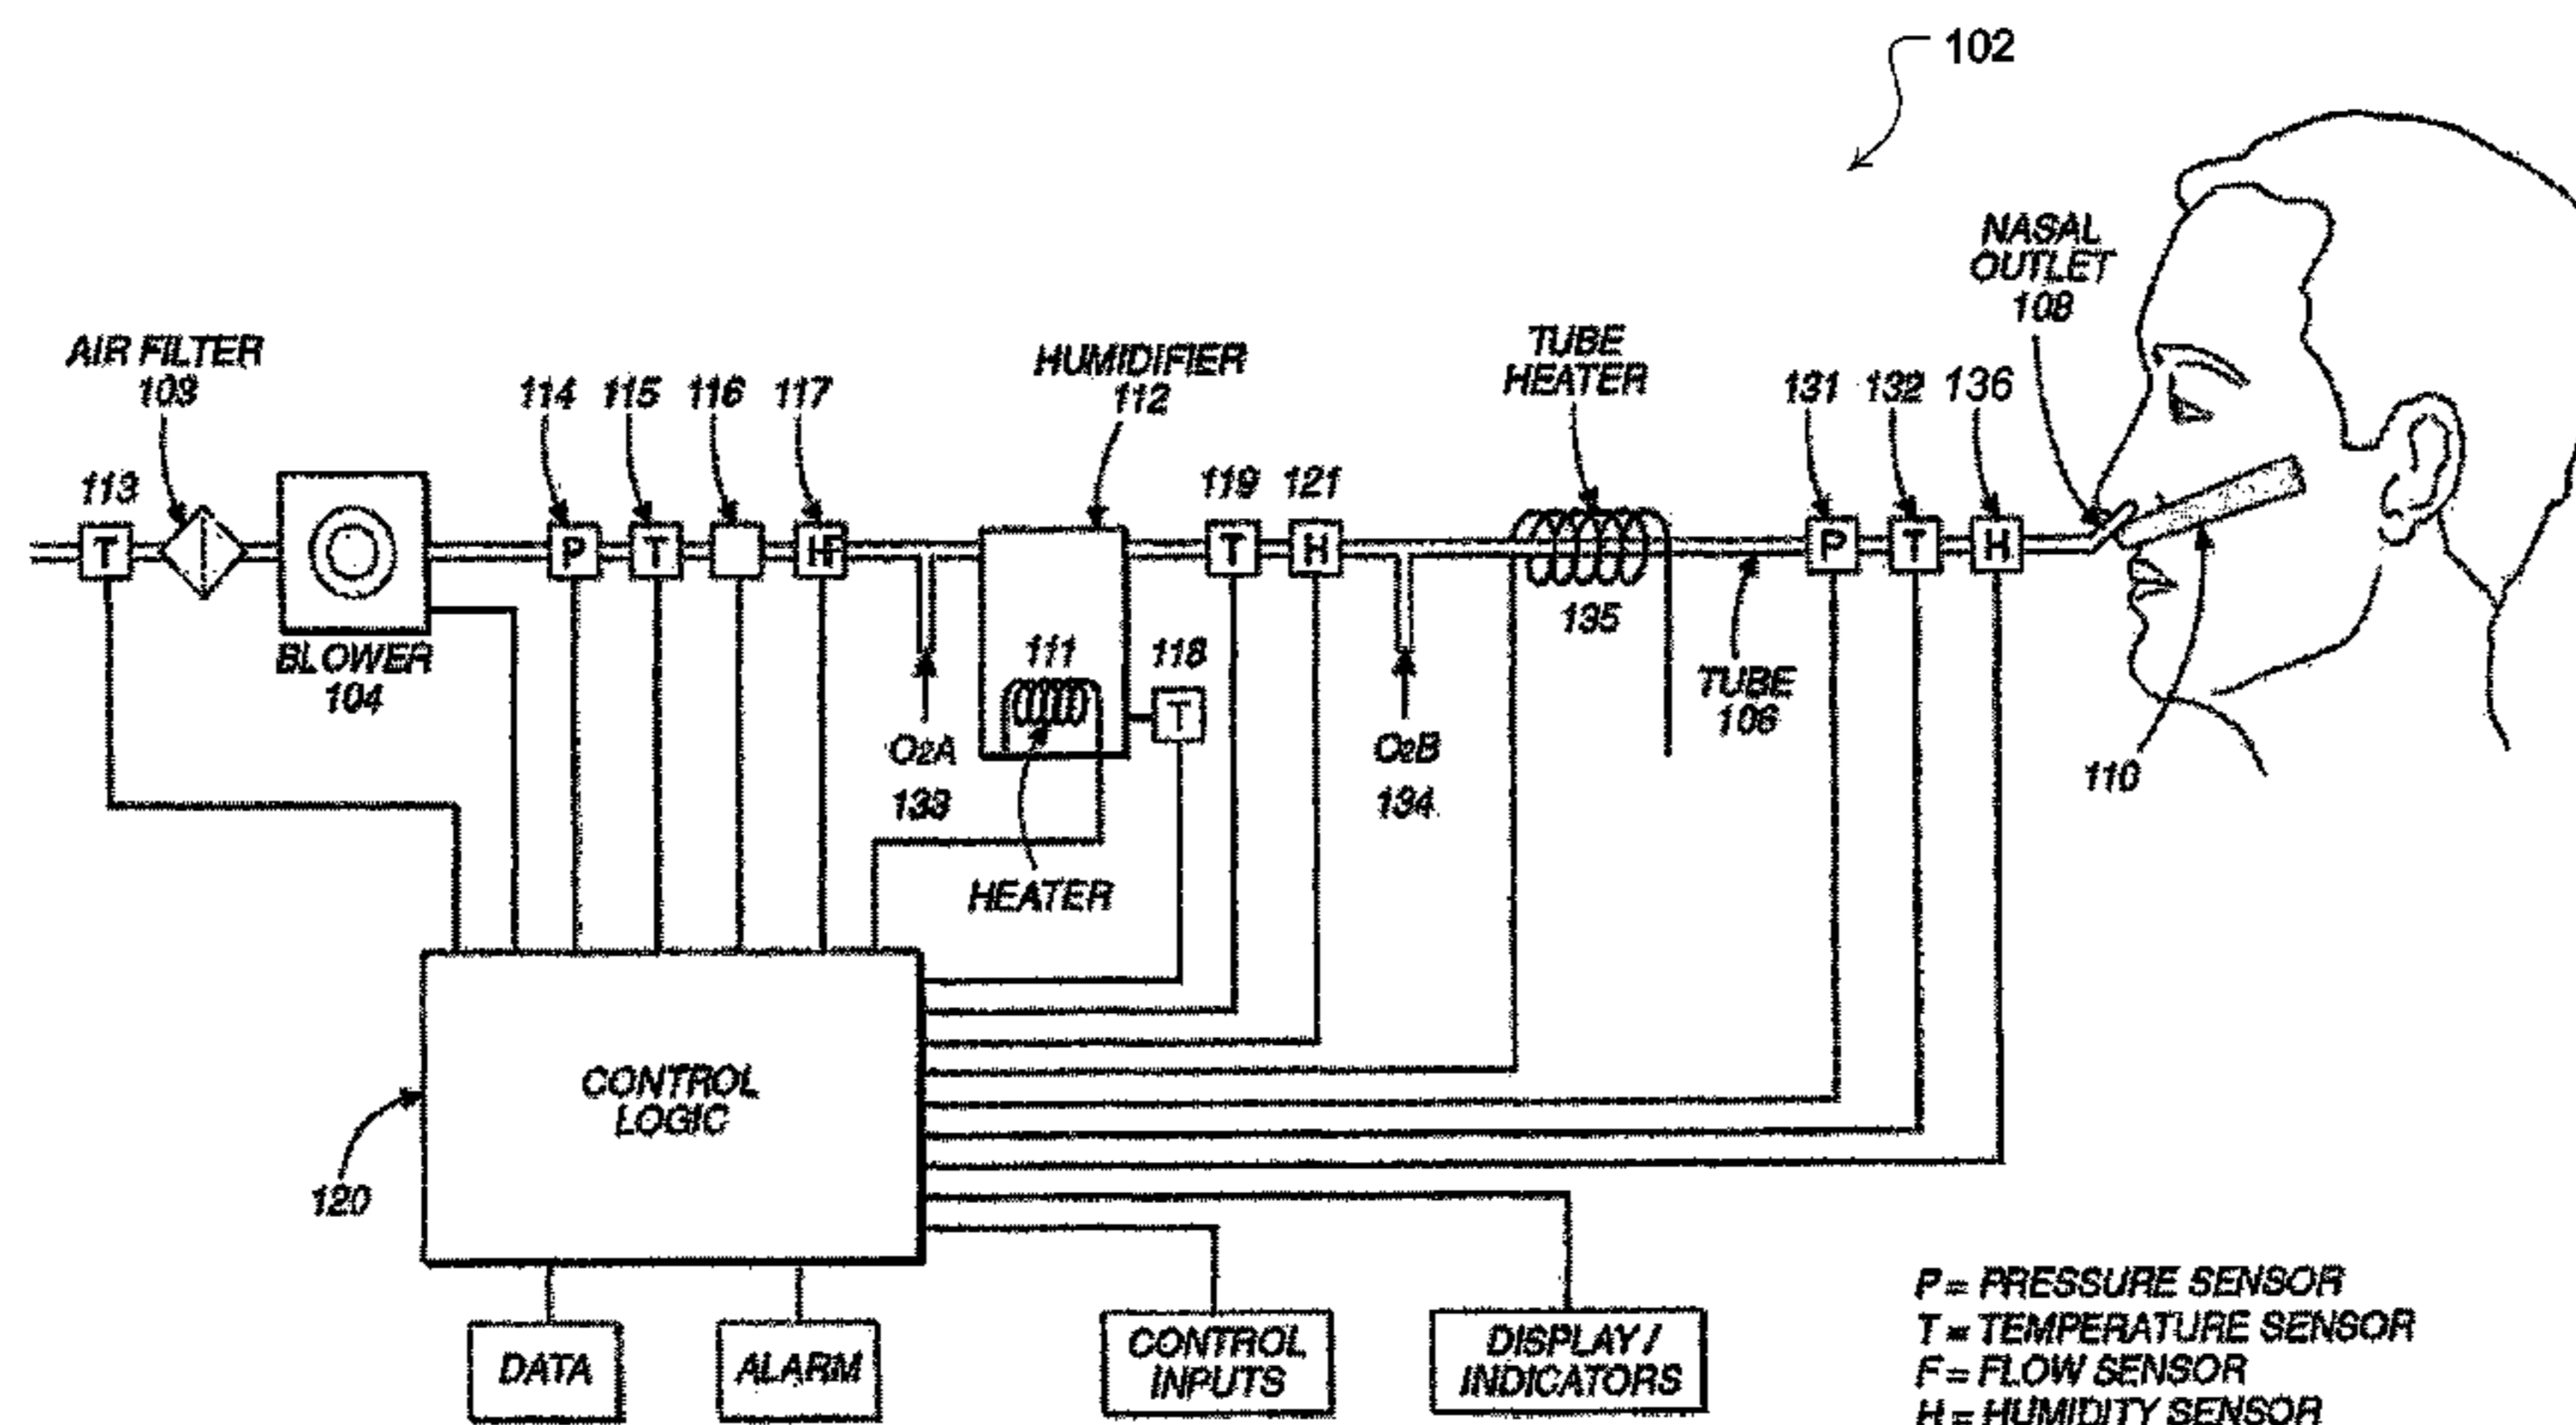 102
NASAL
OUTLET
108
AIR FILTER
103
114
115
116
117
HUMIDIFIER
112
TUBE
HEATER
131
132
136
113
119
121
T
P
T
HF
T
H
P
T
H
BLOWER
104
111
118
T
135
TUBE
106
O2A
133
O2B
134
110
HEATER
CONTROL
LOGIC
120
DATA
ALARM
CONTROL
INPUTS
DISPLAY /
INDICATORS
P = PRESSURE SENSOR
T = TEMPERATURE SENSOR
F = FLOW SENSOR
H = HUMIDITY SENSOR